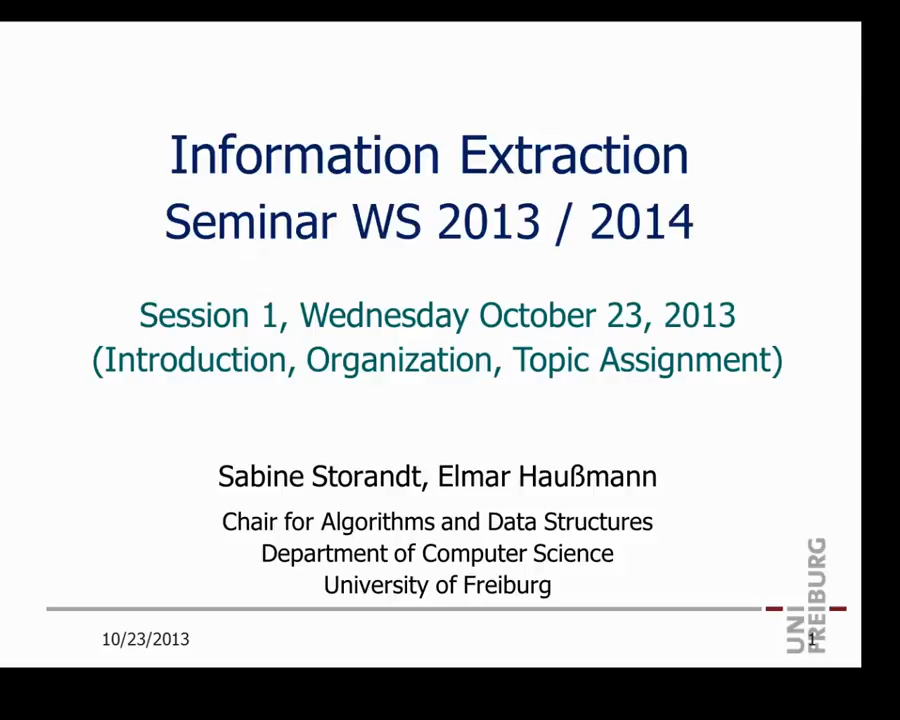 Information Extraction
Seminar WS 2013 / 2014
Session 1, Wednesday October 23, 2013
(Introduction, Organization, Topic Assignment)
Sabine Storandt, Elmar Haußmann
Chair for Algorithms and Data Structures
Department of Computer Science
University of Freiburg
UNI
FREIBURG
10/23/2013
1